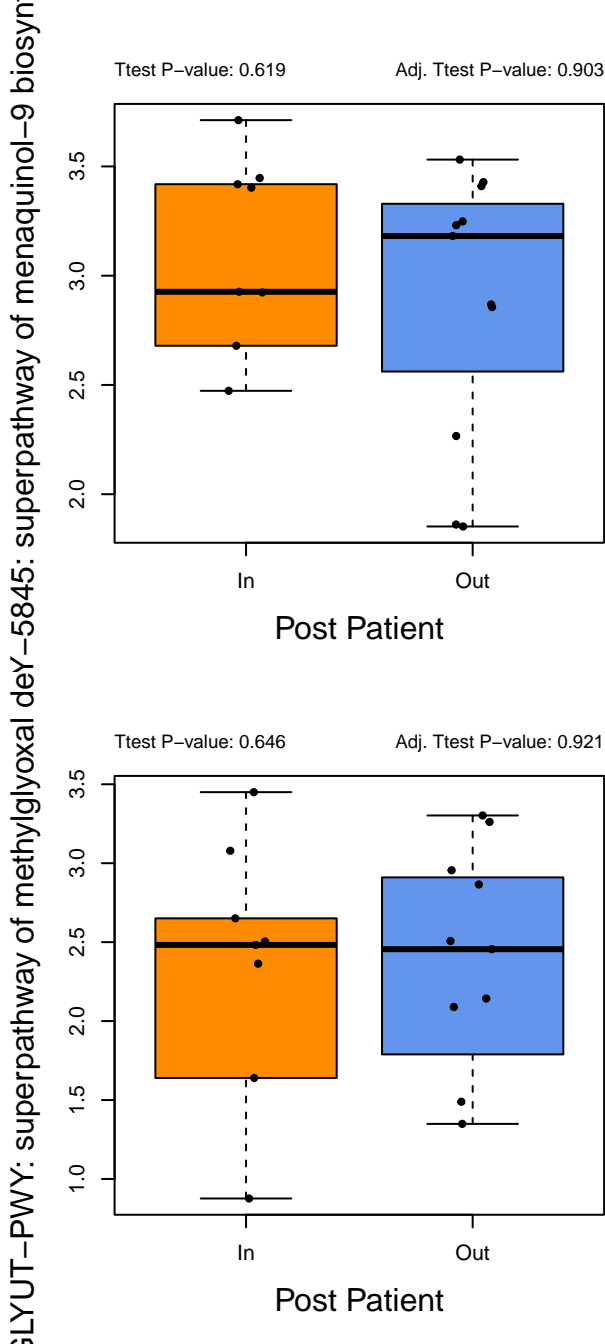 Ttest P−value: 0.619 Adj. Ttest P−value: 0.903
GLYUT−PWY: superpathway of methylglyoxal deY−5845: superpathway of menaquinol−9 biosyn
3.5
3.0
2.5
2.0
In Out
Post Patient
Ttest P−value: 0.646 Adj. Ttest P−value: 0.921
3.5
3.0
2.5
2.0
1.5
1.0
In Out
Post Patient